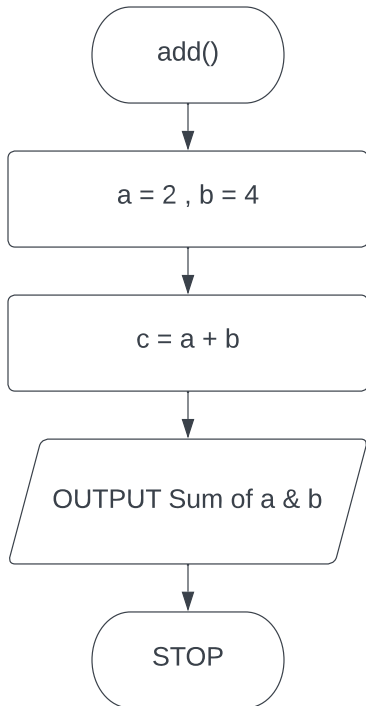 add()
a = 2 , b = 4
c = a + b
OUTPUT Sum of a & b
STOP